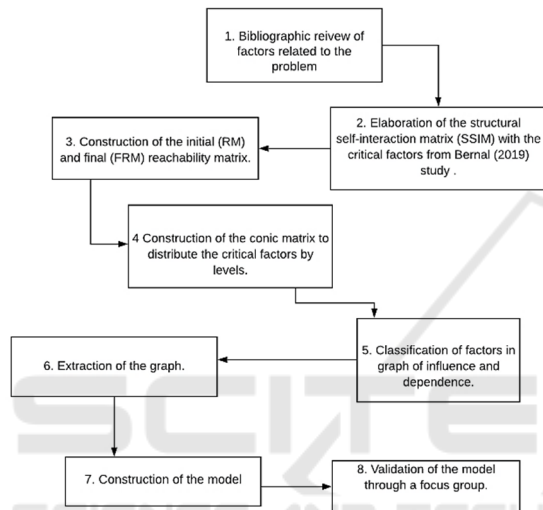 1. Bibliographic reivew of
factors related to the
problem
2. Elaboration of the structural
self-interaction matrix (SSIM) with the
critical factors from Bernal (2019)
study .
3. Construction of the initial (RM)
and final (FRM) reachability matrix.
4 Construction of the conic matrix to
distribute the critical factors by
levels.
5. Classification of factors in
graph of influence and
dependence.
6. Extraction of the graph.
7. Construction of the model
8. Validation of the model
through a focus group.
SCITE